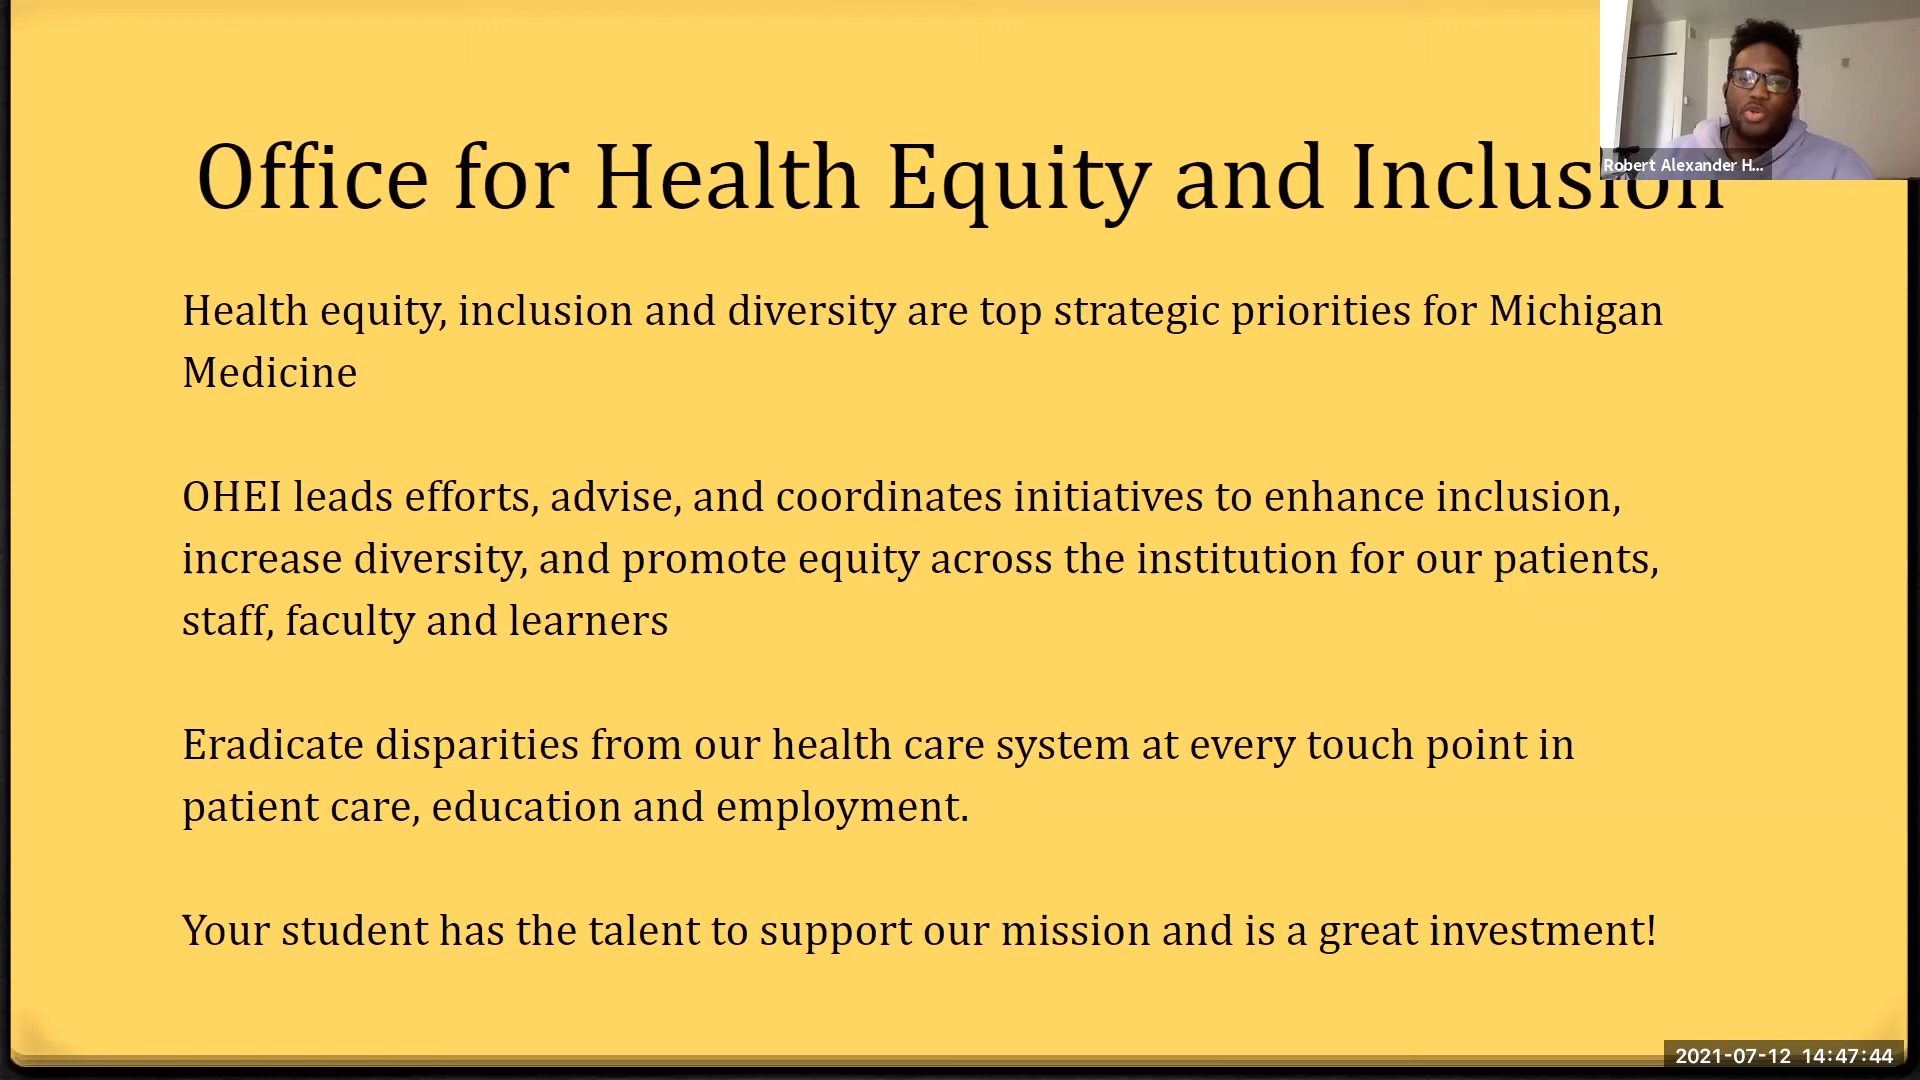 Robert Alexander H...
Office for Health Equity and Inclusion
Health equity, inclusion and diversity are top strategic priorities for Michigan
Medicine
OHEI leads efforts, advise, and coordinates initiatives to enhance inclusion,
increase diversity, and promote equity across the institution for our patients,
staff, faculty and learners
Eradicate disparities from our health care system at every touch point in
patient care, education and employment.
Your student has the talent to support our mission and is a great investment!
2021-07-12 14:47:44